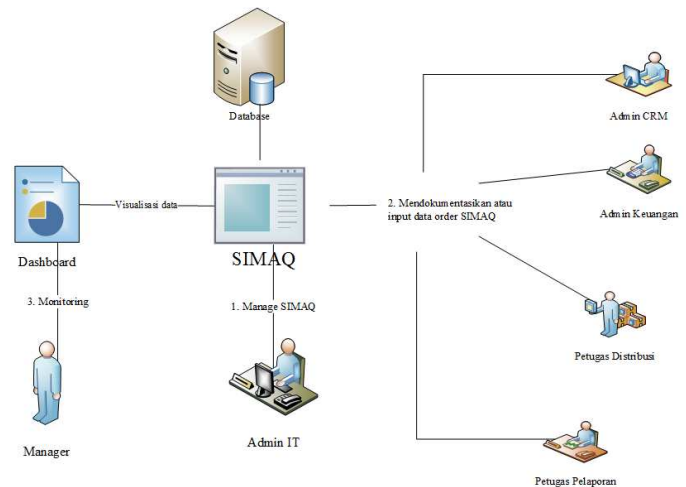 Database
Admin CRM
Visualisasi data
2. Mendokumentasikan atau
input data order SIMAQ
Admin Keuangan
Dashboard
SIMAQ
3. Monitoring
1. Manage SIMAQ
Petugas Distribusi
Manager
Admin IT
Petugas Pelaporan